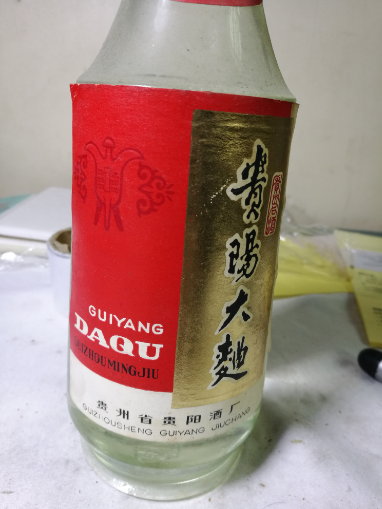 貴陽大麯
GUIYANG
DAQU
GUIZHOUMINGJIU
贵州省贵阳酒厂
GUIZHOUSHENG GUIYANG JIUCHANG